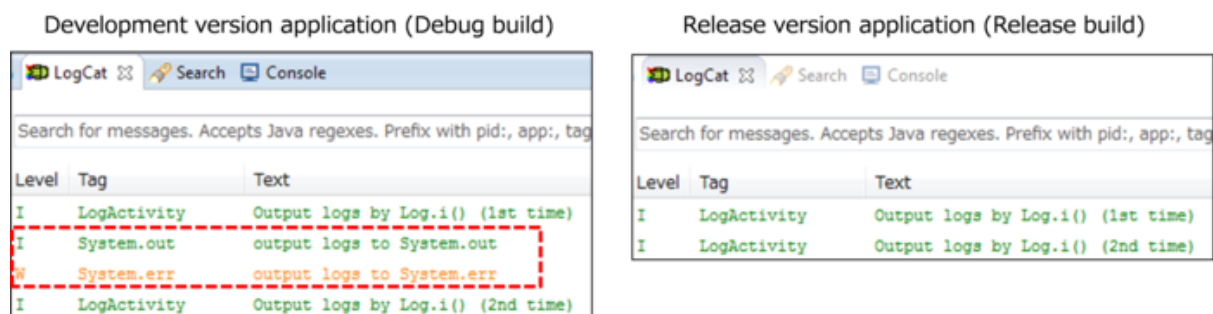 Development version application (Debug build)
LogCat Search Console
Search for messages. Accepts Java regexes. Prefix with pid:, app:, tag
Level Tag Text
I LogActivity Output logs by Log.i() (1st time)
I System.out output logs to System.out
W System.err output logs to System.err
I LogActivity Output logs by Log.i() (2nd time)
Release version application (Release build)
LogCat Search Console
Search for messages. Accepts Java regexes. Prefix with pid:, app:, tag
Level Tag Text
I LogActivity Output logs by Log.i() (1st time)
I LogActivity Output logs by Log.i() (2nd time)